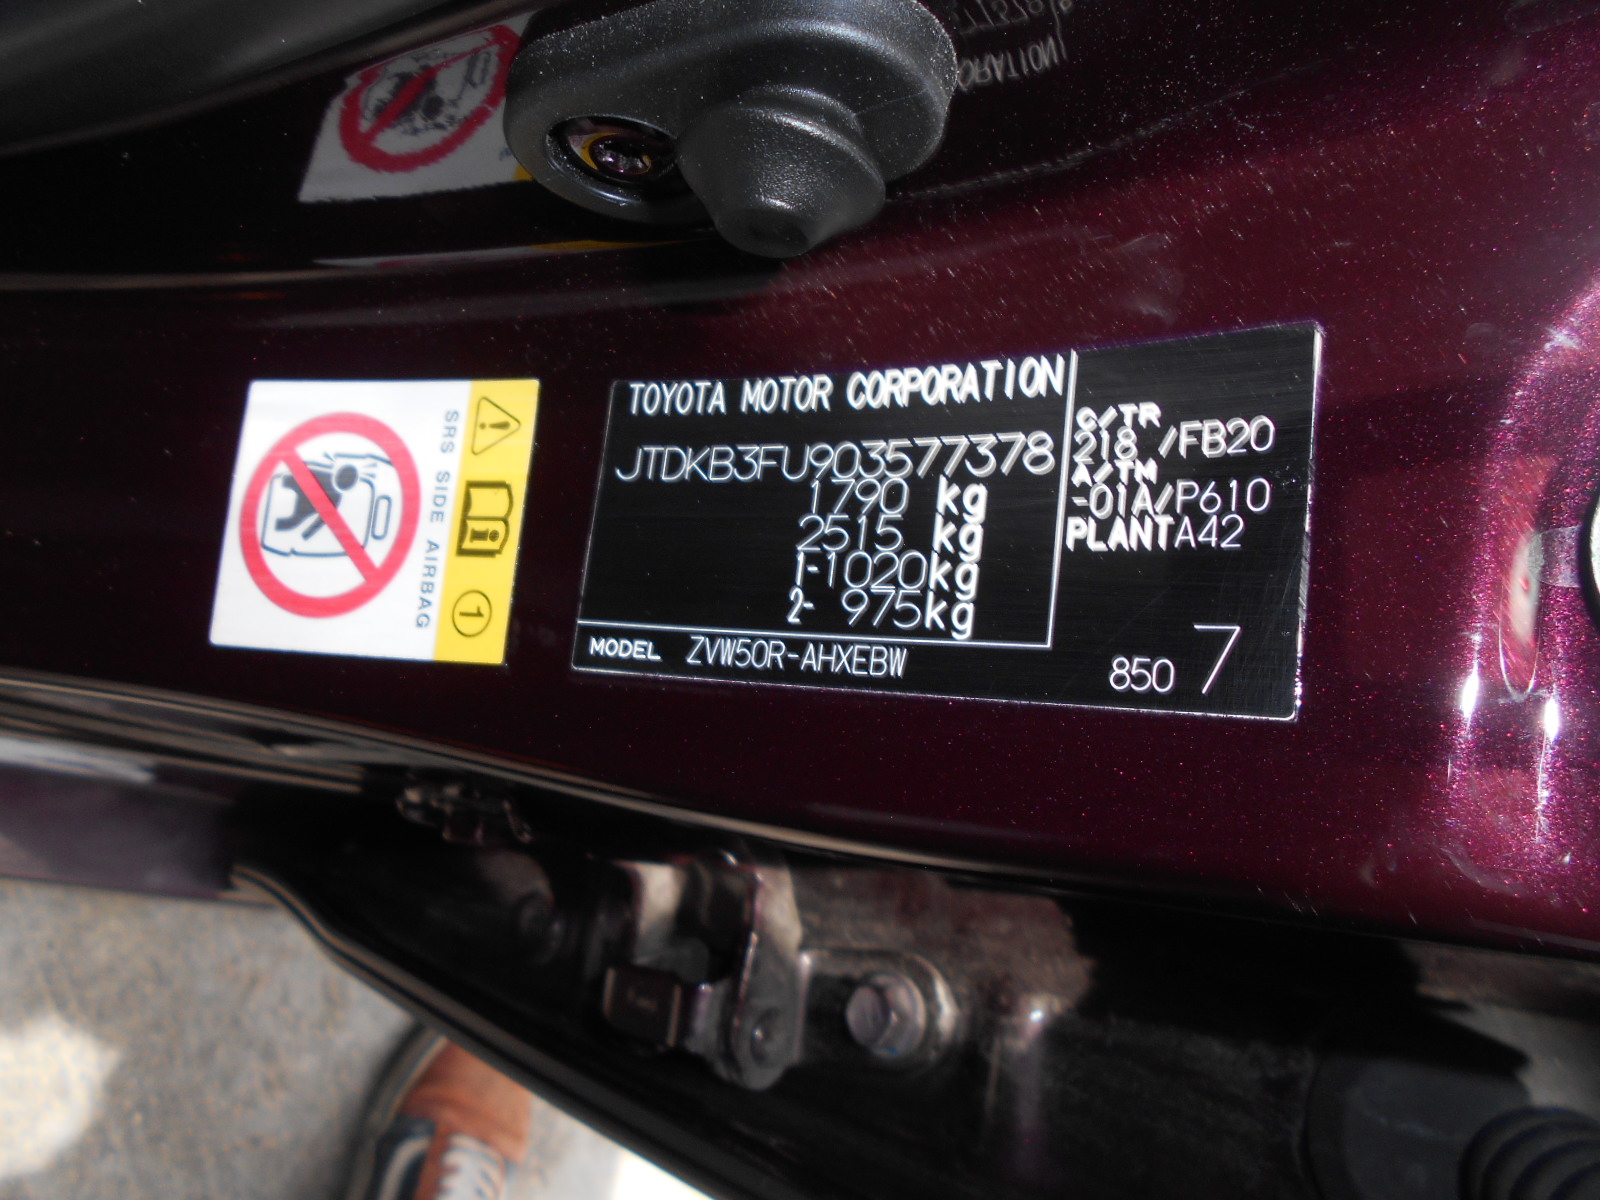 TOYOTA MOTOR CORPORATION
JTDKB3FU903577378
1790 kg
2515 kg
1-1020kg
2- 975kg
MODEL ZVW50R-AHXEBW
C/TR
218 /FB20
A/TM
-01A/P610
PLANTA42
850 7
SRS SIDE AIRBAG
1